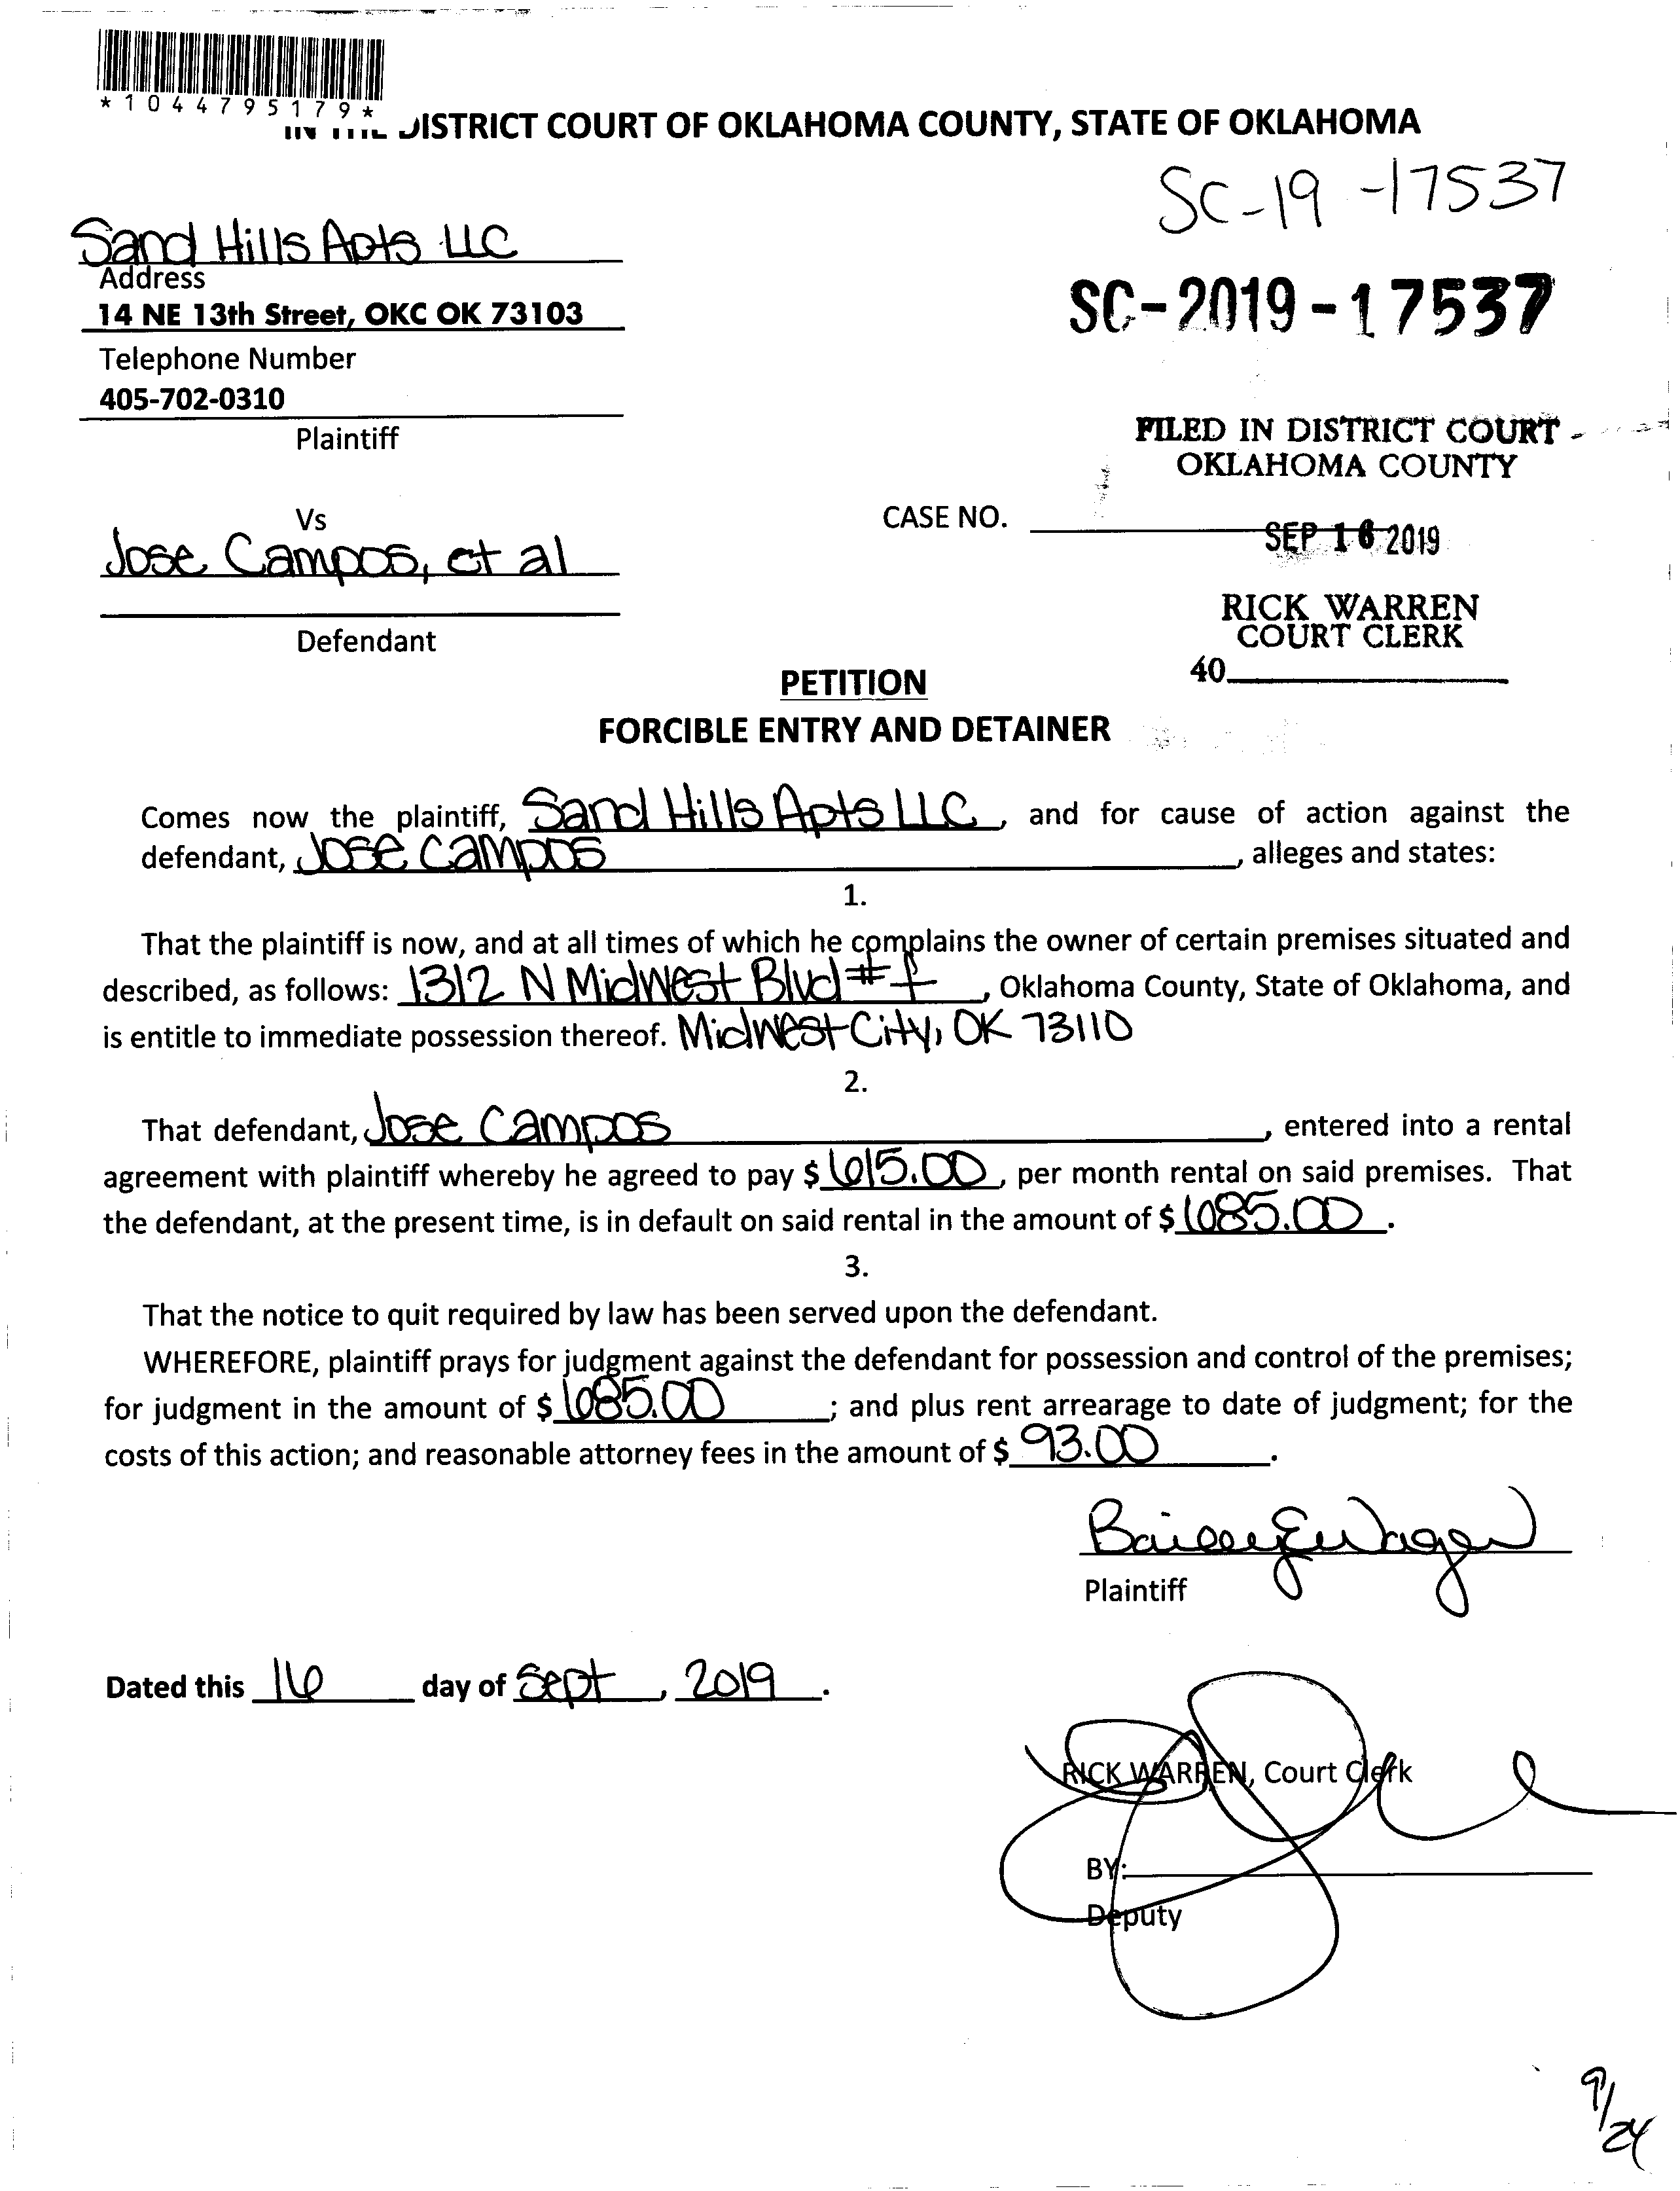 *1044795179*
IN THE DISTRICT COURT OF OKLAHOMA COUNTY, STATE OF OKLAHOMA
SC-19-17537
Sand Hills Apts LLC
Address
SC-2019-17537
14 NE 13th Street, OKC OK 73103
Telephone Number
405-702-0310
Plaintiff
FILED IN DISTRICT COURT
OKLAHOMA COUNTY
Vs
CASE NO.
SEP 16 2019
Jose Campos, et al
RICK WARREN
COURT CLERK
Defendant
40
PETITION
FORCIBLE ENTRY AND DETAINER
Comes now the plaintiff, Sand Hills Apts LLC, and for cause of action against the
defendant, Jose Campos, alleges and states:
1.
That the plaintiff is now, and at all times of which he complains the owner of certain premises situated and
described, as follows: 1312 N Midwest Blvd #f, Oklahoma County, State of Oklahoma, and
is entitle to immediate possession thereof. Midwest City, OK 73110
2.
That defendant, Jose Campos, entered into a rental
agreement with plaintiff whereby he agreed to pay $615.00, per month rental on said premises. That
the defendant, at the present time, is in default on said rental in the amount of $685.00.
3.
That the notice to quit required by law has been served upon the defendant.
WHEREFORE, plaintiff prays for judgment against the defendant for possession and control of the premises;
for judgment in the amount of $685.00; and plus rent arrearage to date of judgment; for the
costs of this action; and reasonable attorney fees in the amount of $93.00.
Plaintiff
Dated this 16 day of Sept, 2019.
RICK WARREN, Court Clerk
BY:
Deputy
9/24